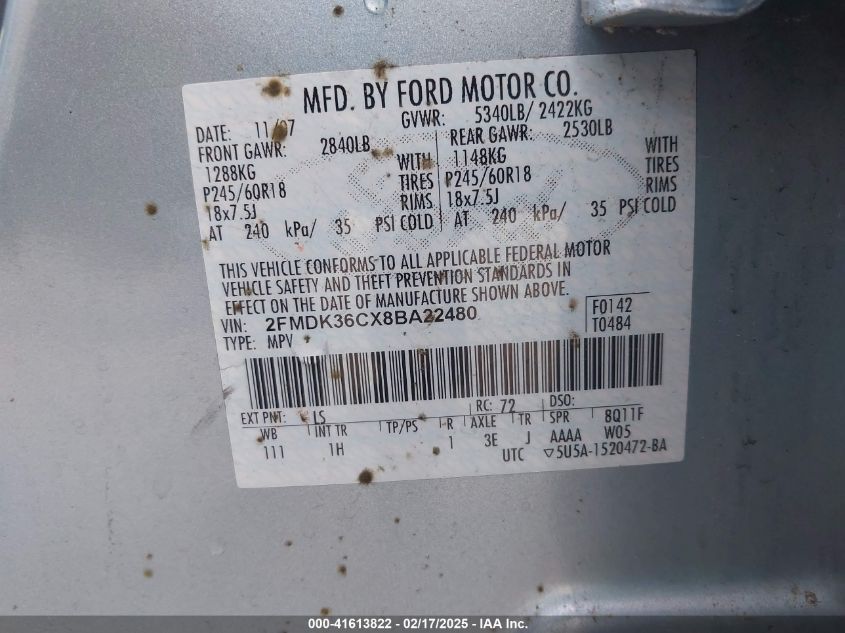 MFD. BY FORD MOTOR CO.
DATE: 11/07 GVWR: 5340LB/ 2422KG
FRONT GAWR: 2840LB REAR GAWR: 2530LB
1288KG WITH 1148KG WITH
P245/60R18 TIRES P245/60R18 TIRES
18x7.5J RIMS 18x7.5J RIMS
AT 240 kPa/ 35 PSI COLD AT 240 kPa/ 35 PSI COLD
THIS VEHICLE CONFORMS TO ALL APPLICABLE FEDERAL MOTOR
VEHICLE SAFETY AND THEFT PREVENTION STANDARDS IN
EFFECT ON THE DATE OF MANUFACTURE SHOWN ABOVE.
VIN: 2FMDK36CX8BA22480 F0142
TYPE: MPV T0484
EXT PNT: LS RC: 72 DSO:
WB INT TR TP/PS R AXLE TR SPR 8Q11F
111 1H 1 3E J AAAA W05
UTC ▽5U5A-1520472-BA
000-41613822 - 02/17/2025 - IAA Inc.